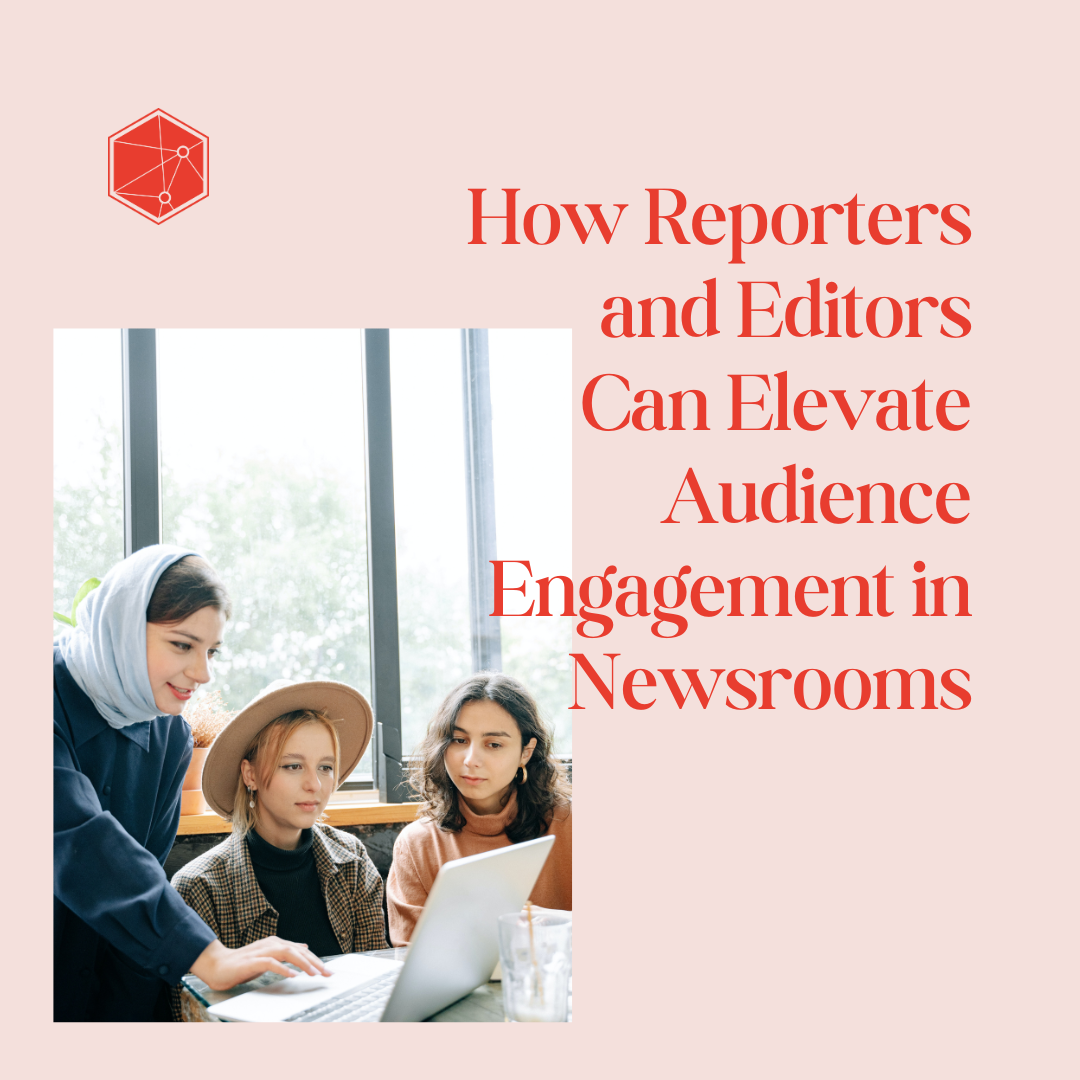 How Reporters
and Editors
Can Elevate
Audience
Engagement in
Newsrooms